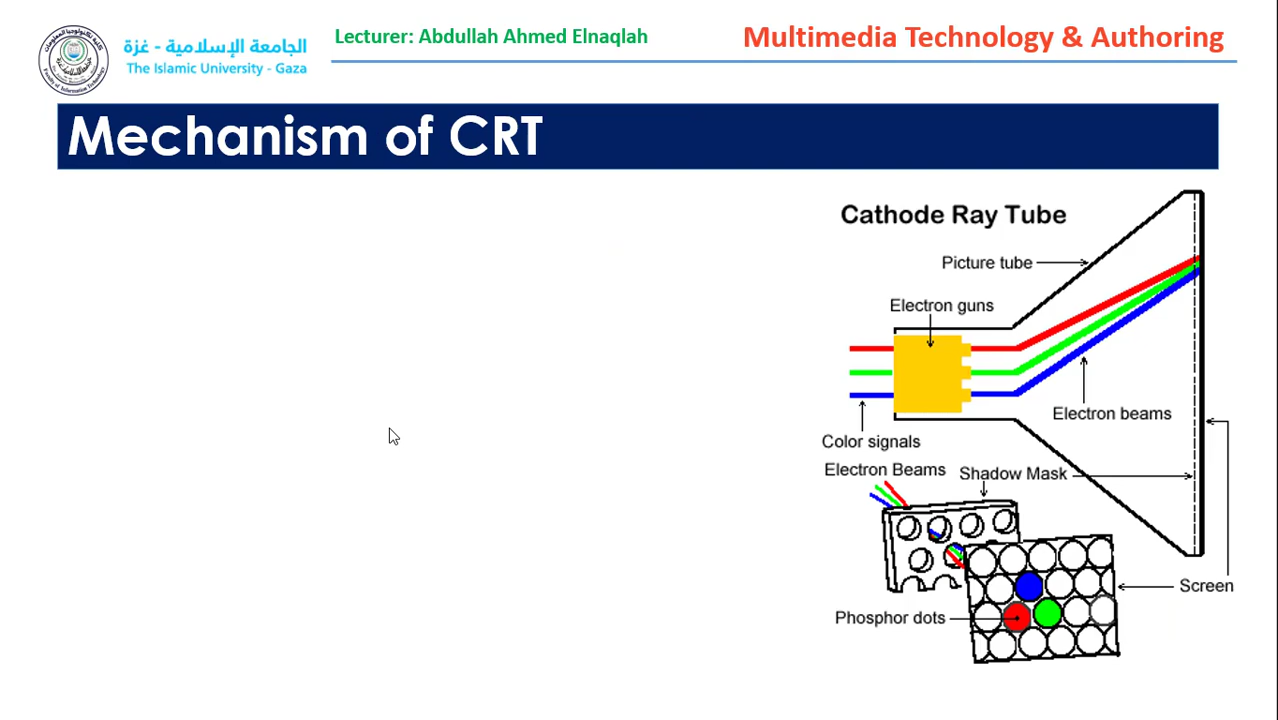 الجامعة الإسلامية - غزة
The Islamic University - Gaza
Lecturer: Abdullah Ahmed Elnaqlah
Multimedia Technology & Authoring
Mechanism of CRT
Cathode Ray Tube
Picture tube
Electron guns
Electron beams
Color signals
Electron Beams
Shadow Mask
Screen
Phosphor dots